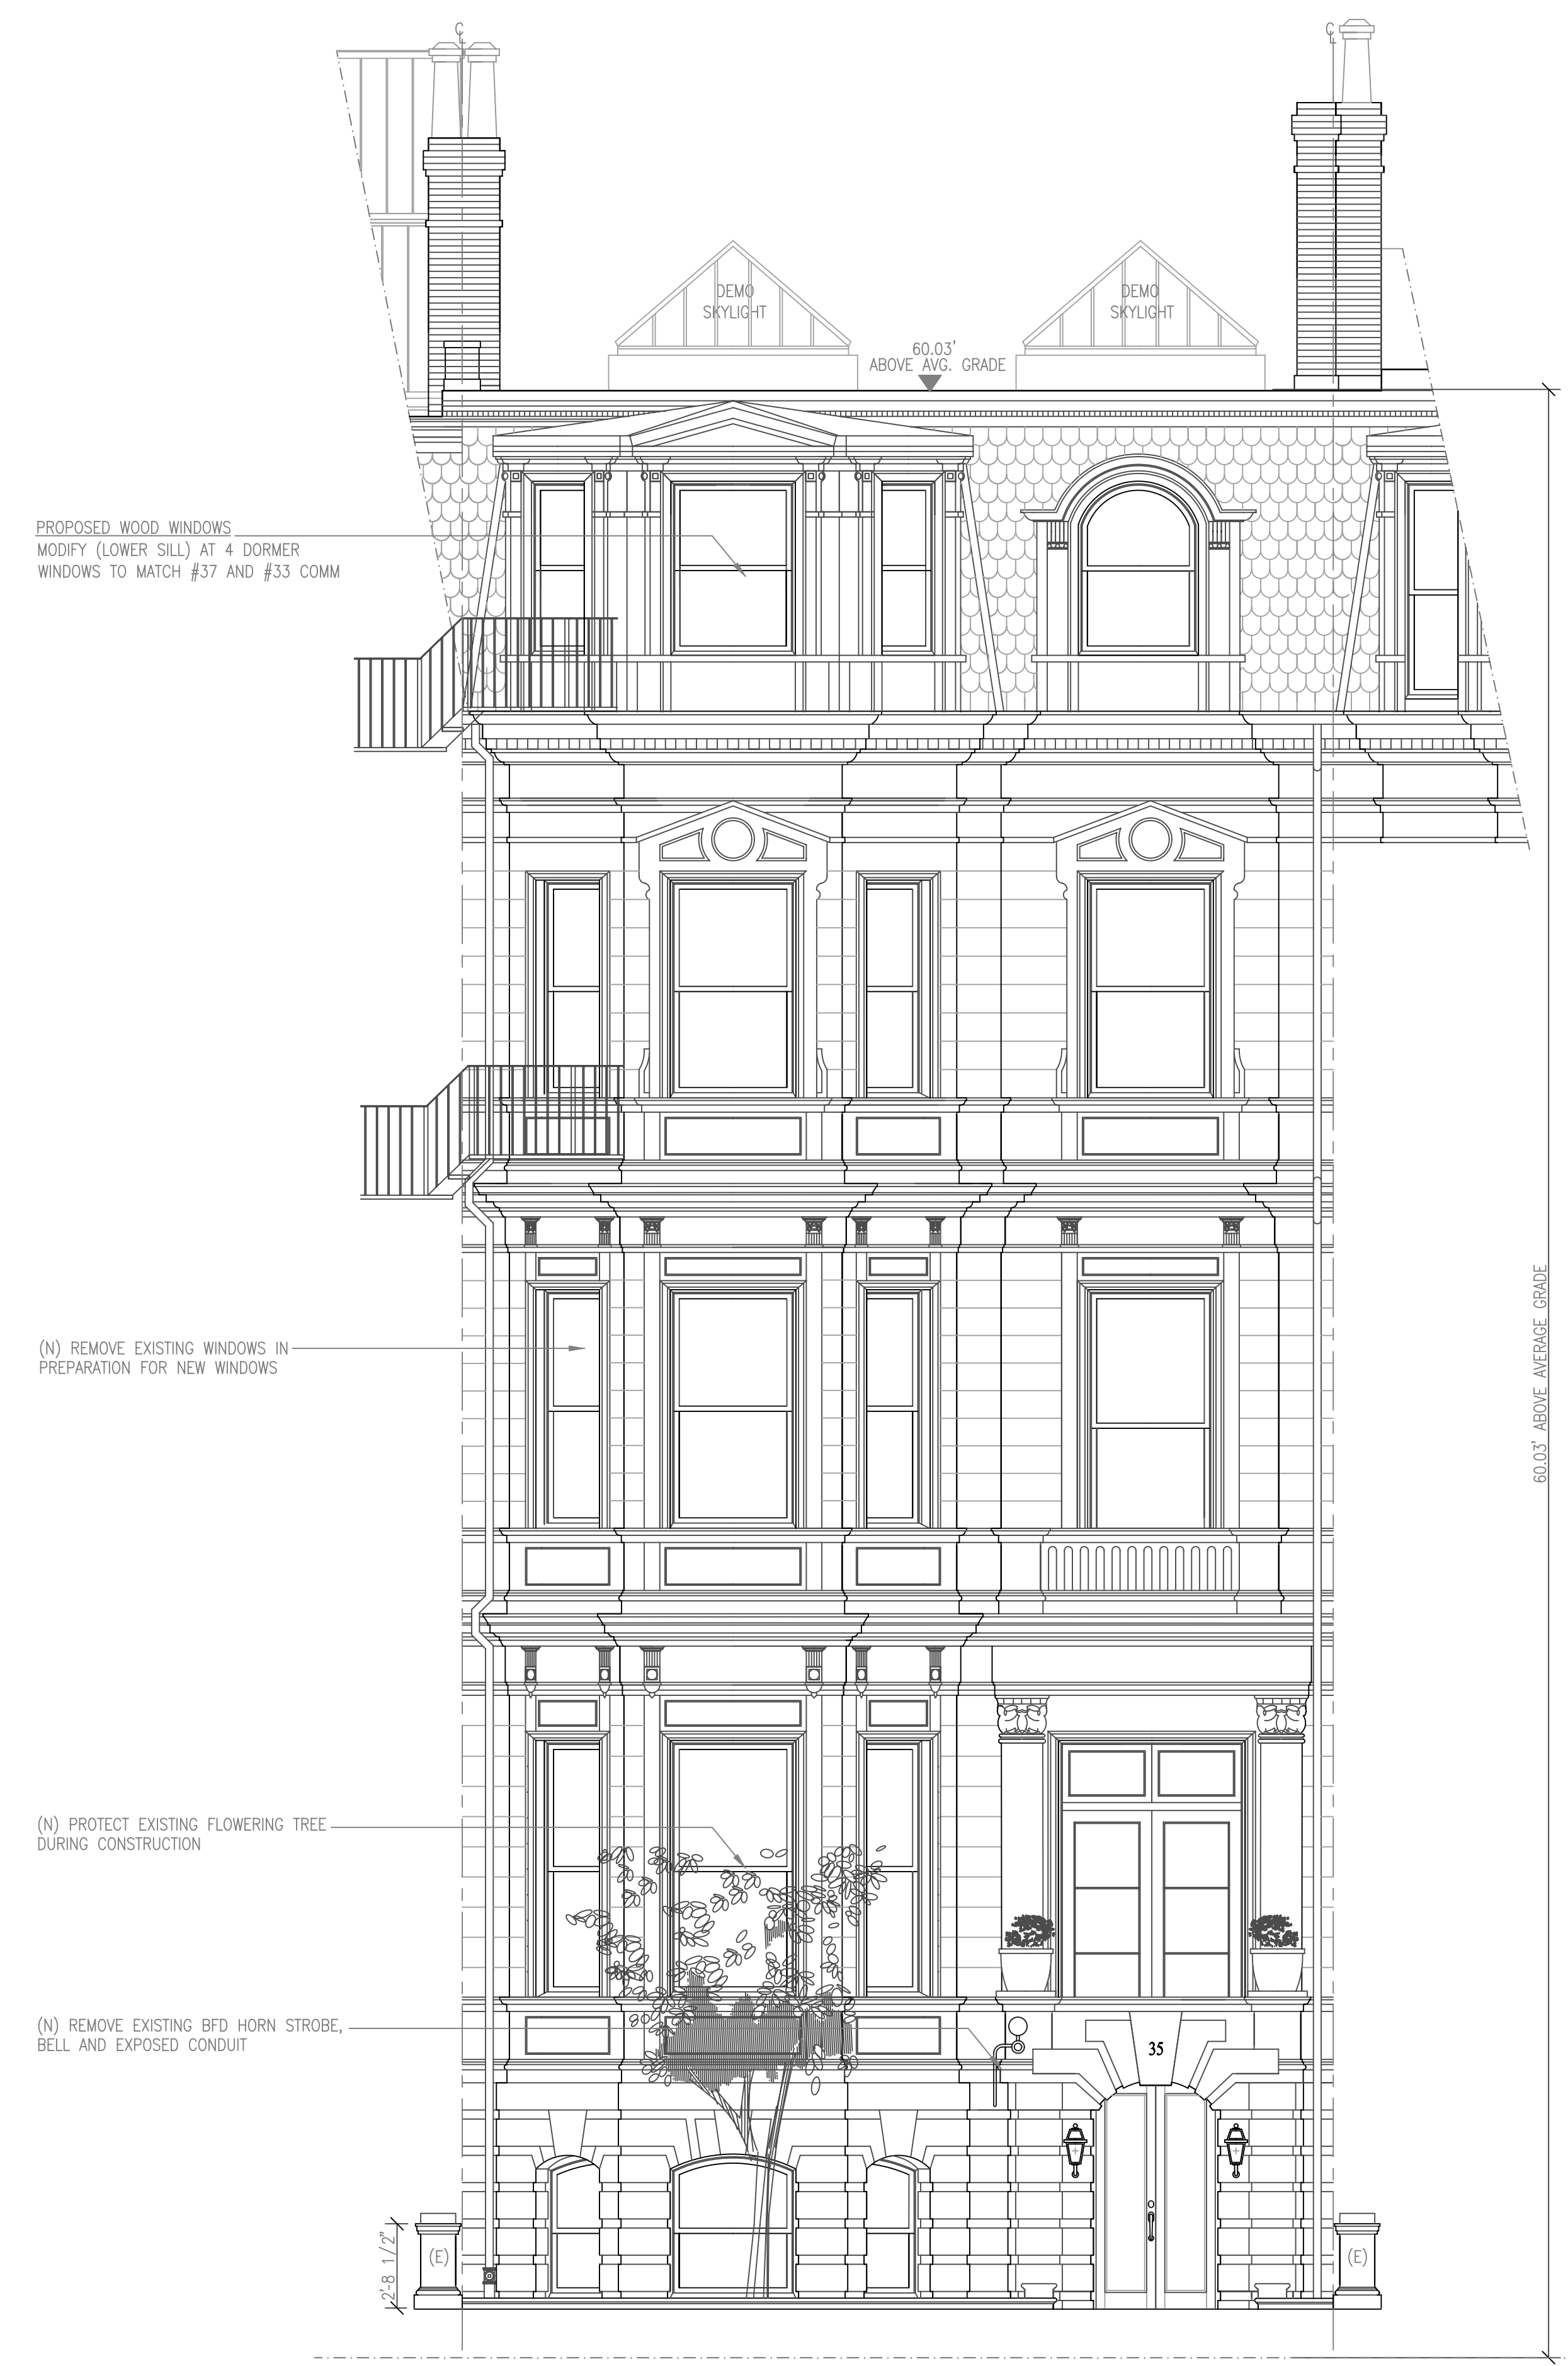 ℄
℄
DEMO
SKYLIGHT
DEMO
SKYLIGHT
60.03'
ABOVE AVG. GRADE
PROPOSED WOOD WINDOWS
MODIFY (LOWER SILL) AT 4 DORMER
WINDOWS TO MATCH #37 AND #33 COMM
60.03' ABOVE AVERAGE GRADE
(N) REMOVE EXISTING WINDOWS IN
PREPARATION FOR NEW WINDOWS
(N) PROTECT EXISTING FLOWERING TREE
DURING CONSTRUCTION
(N) REMOVE EXISTING BFD HORN STROBE,
BELL AND EXPOSED CONDUIT
35
2'-8 1/2"
(E)
(E)